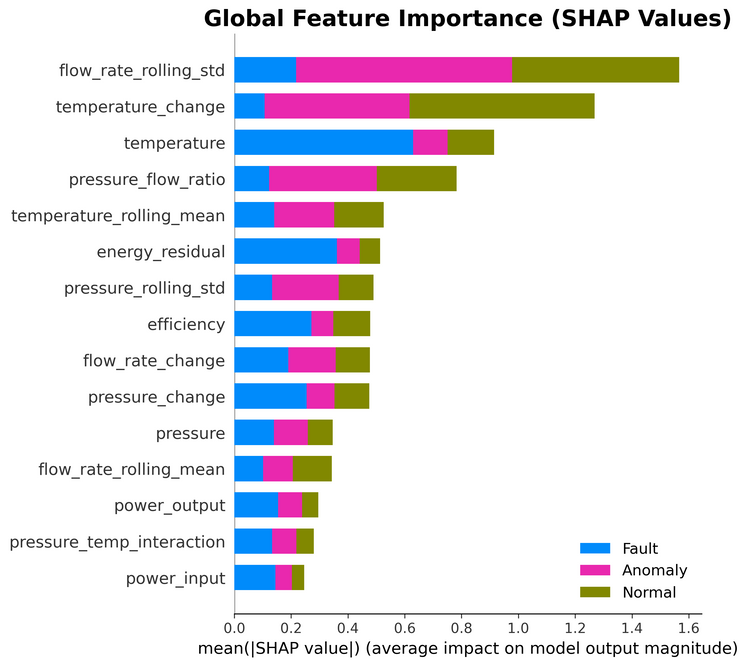 Global Feature Importance (SHAP Values)
flow_rate_rolling_std
temperature_change
temperature
pressure_flow_ratio
temperature_rolling_mean
energy_residual
pressure_rolling_std
efficiency
flow_rate_change
pressure_change
pressure
flow_rate_rolling_mean
power_output
pressure_temp_interaction
power_input
Fault
Anomaly
Normal
0.0 0.2 0.4 0.6 0.8 1.0 1.2 1.4 1.6
mean(|SHAP value|) (average impact on model output magnitude)